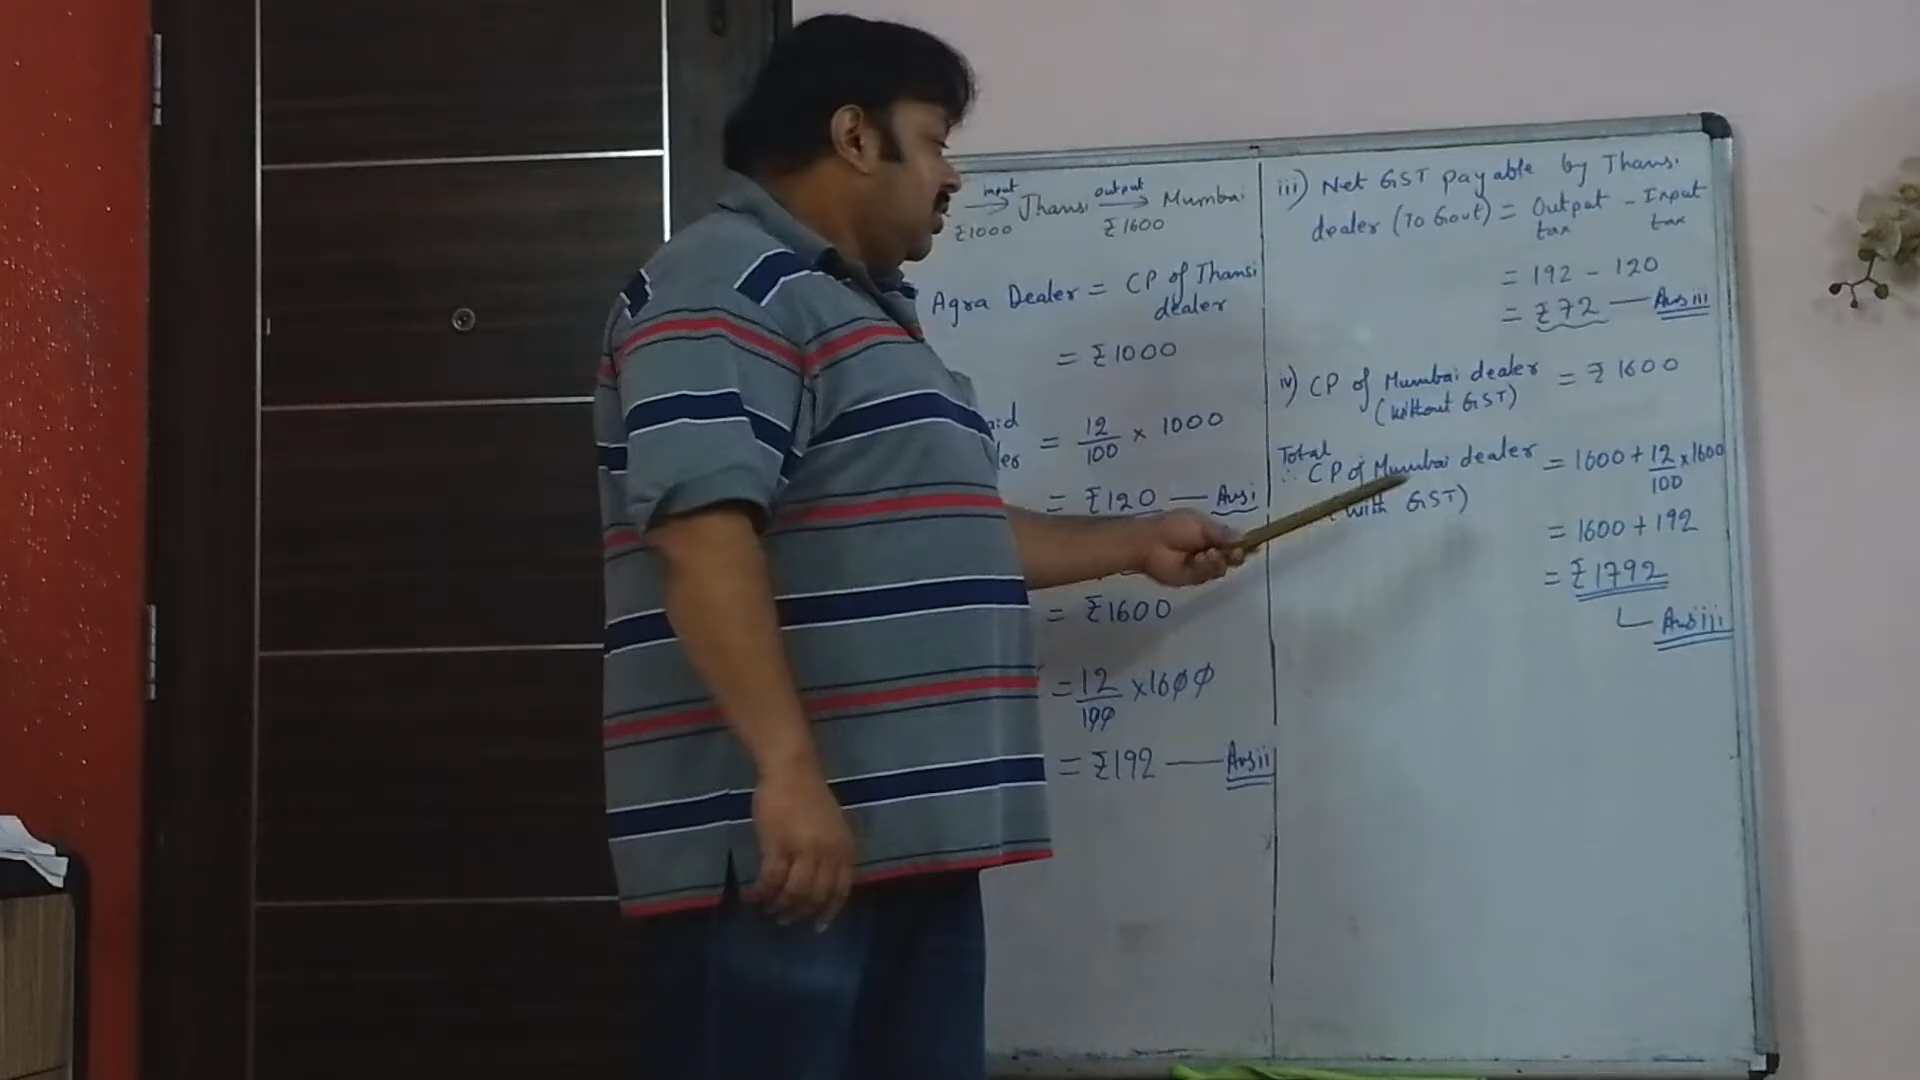 input output
→ Jhansi → Mumbai
₹1000 ₹1600
Agra Dealer = CP of Jhansi
dealer
= ₹1000
= 12/100 × 1000
= ₹120 — Ans i
= ₹1600
= 12/100 × 1600
= ₹192 — Ans ii
iii) Net GST payable by Jhansi
dealer (To Govt) = Output tax - Input tax
= 192 - 120
= ₹72 — Ans iii
iv) CP of Mumbai dealer = ₹1600
(without GST)
Total
∴ CP of Mumbai dealer = 1600 + 12/100 × 1600
with GST)
= 1600 + 192
= ₹1792
Ans iji